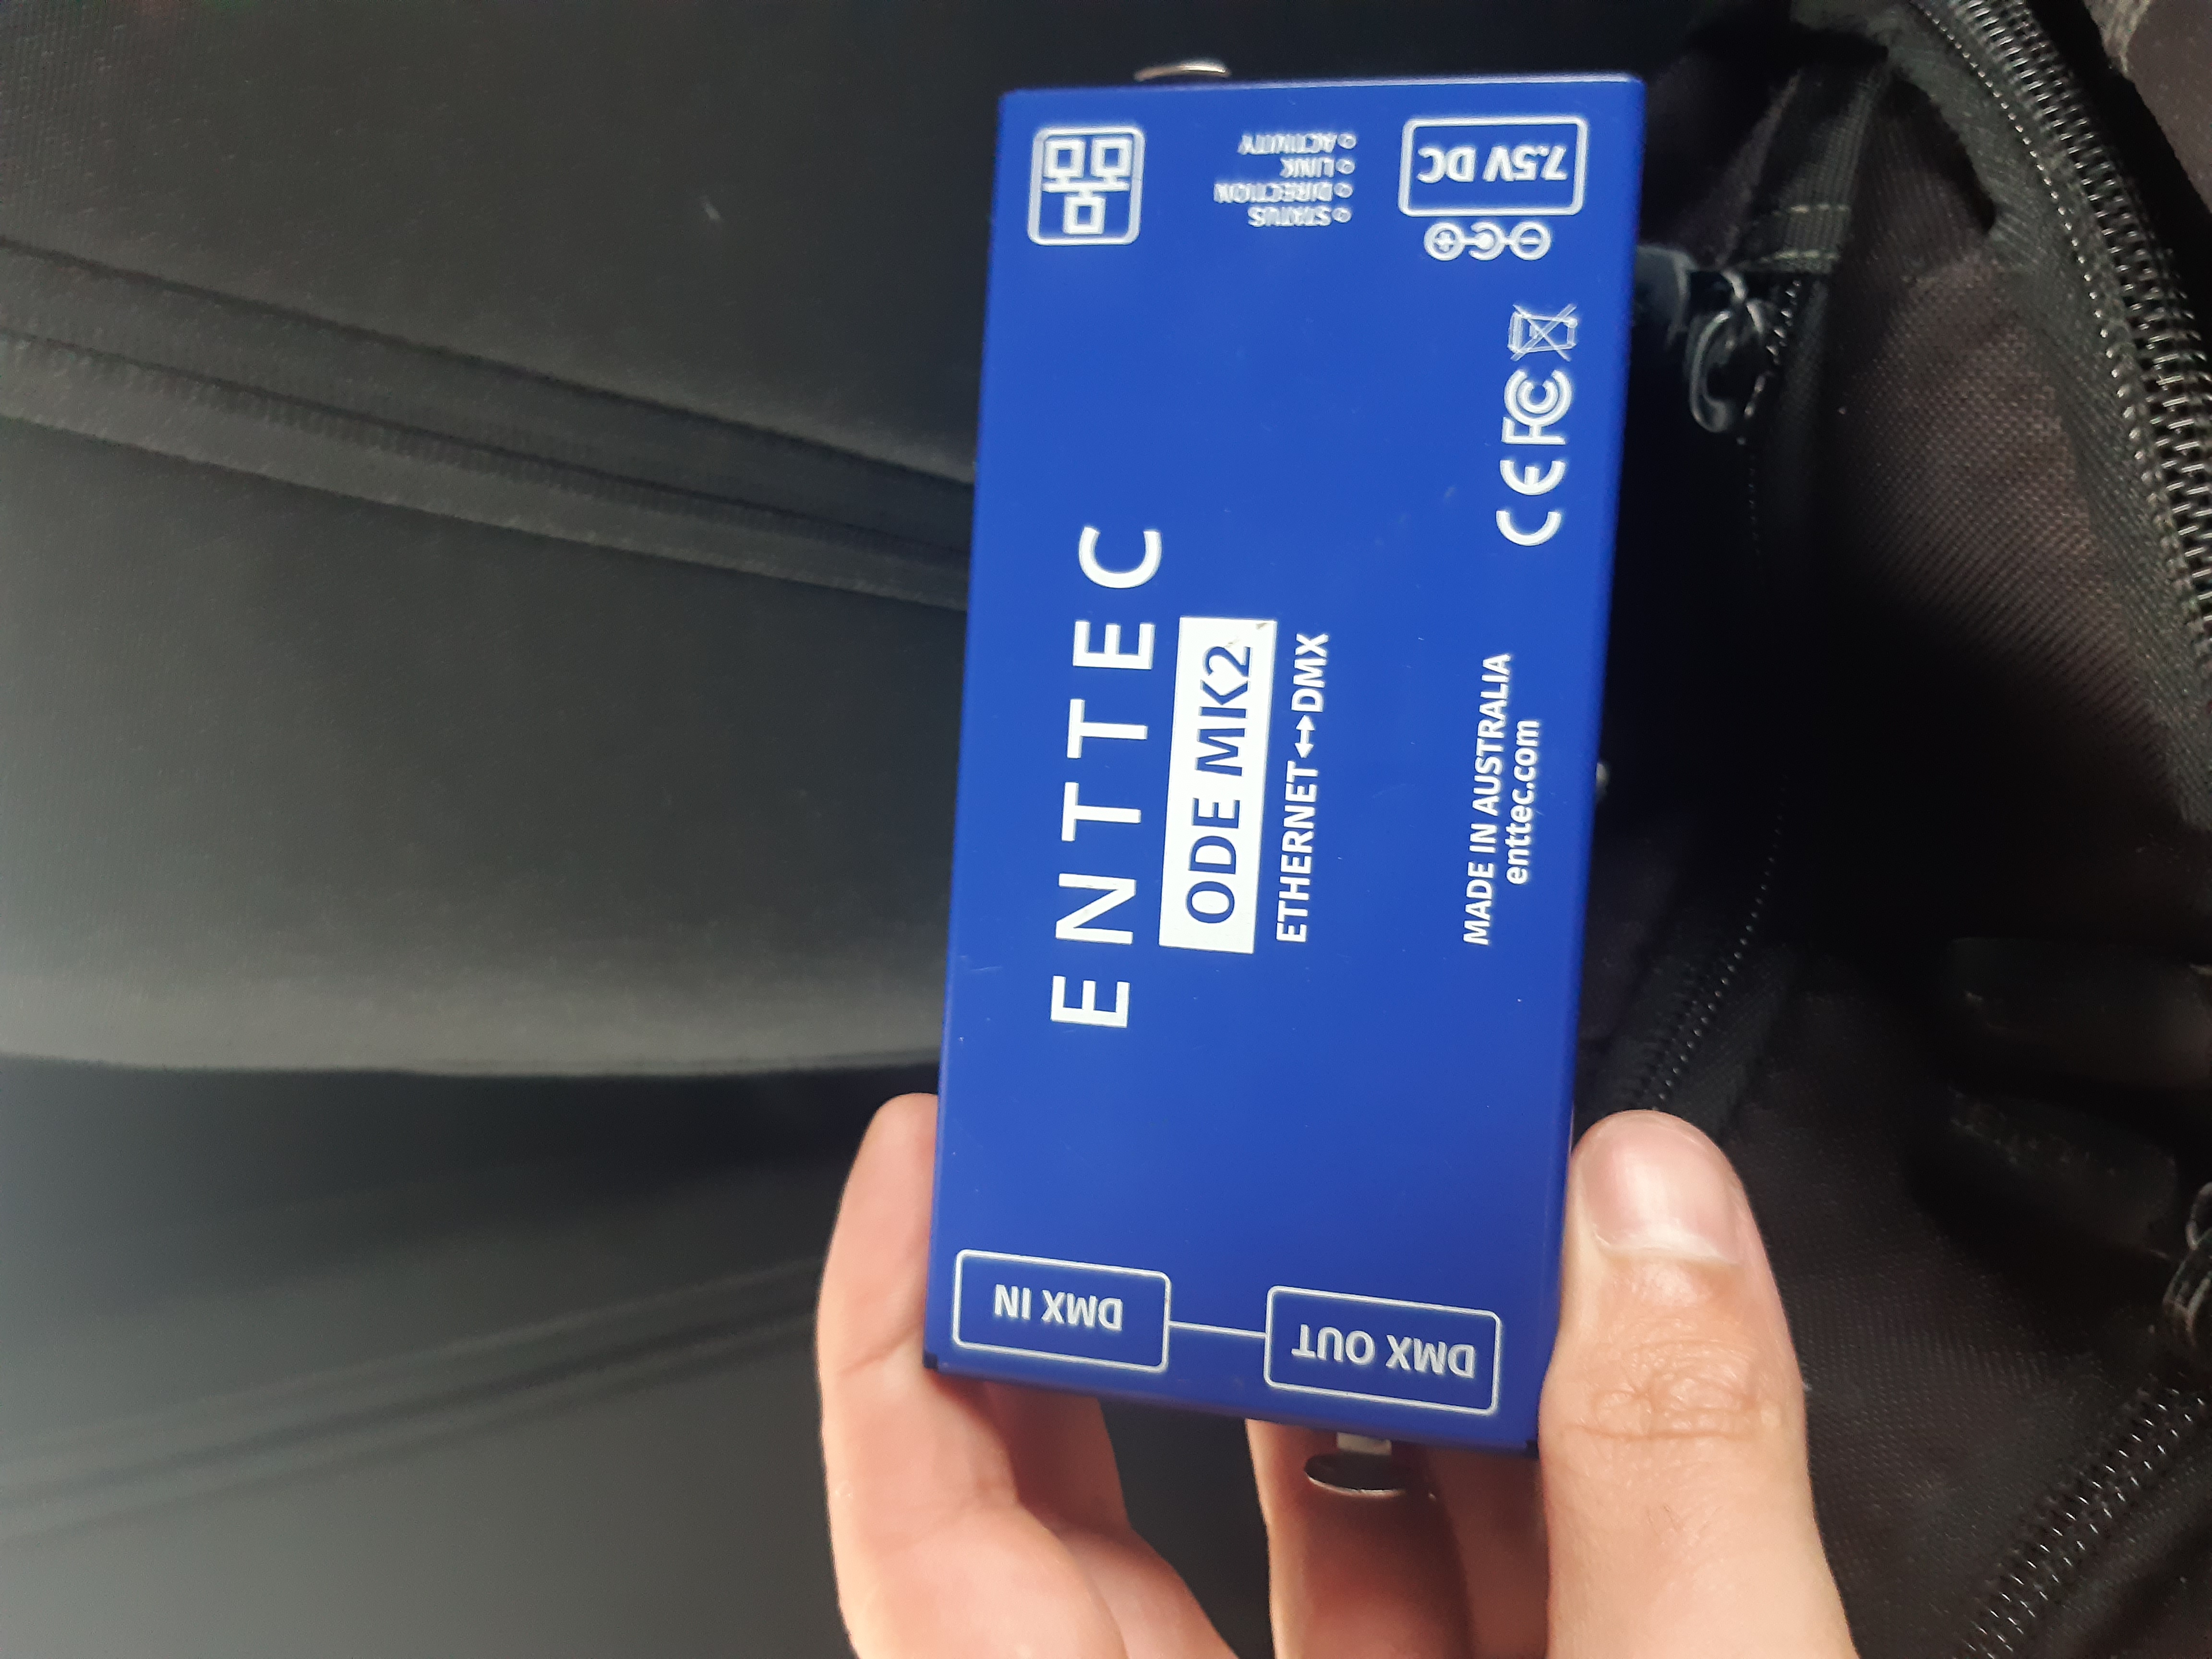 ENTTEC
ODE MK2
ETHERNET↔DMX
MADE IN AUSTRALIA
enttec.com
CE FC
7.5V DC
STATUS
DIRECTION
LINK
ACTIVITY
DMX IN
DMX OUT